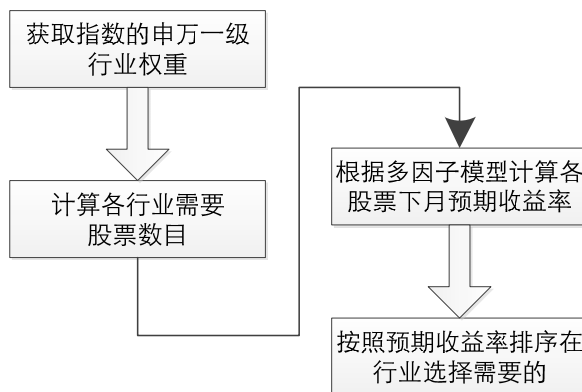 获取指数的申万一级
行业权重
计算各行业需要
股票数目
根据多因子模型计算各
股票下月预期收益率
按照预期收益率排序在
行业选择需要的